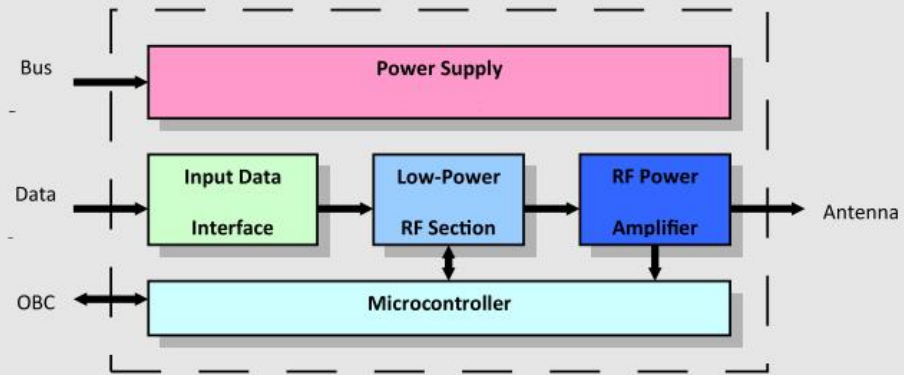 Bus
Power Supply
Data
Input Data
Interface
Low-Power
RF Section
RF Power
Amplifier
Antenna
OBC
Microcontroller